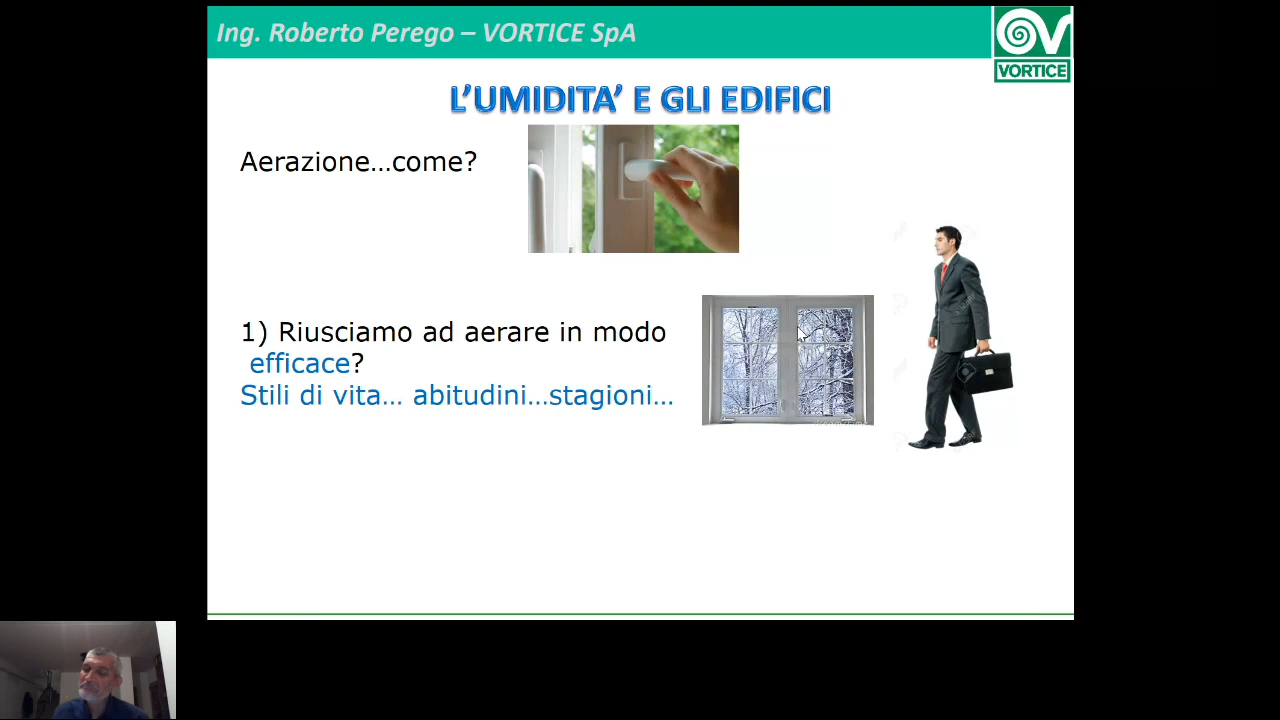 Ing. Roberto Perego – VORTICE SpA
VORTICE
L'UMIDITA' E GLI EDIFICI
Aerazione...come?
1) Riusciamo ad aerare in modo
efficace?
Stili di vita... abitudini...stagioni...